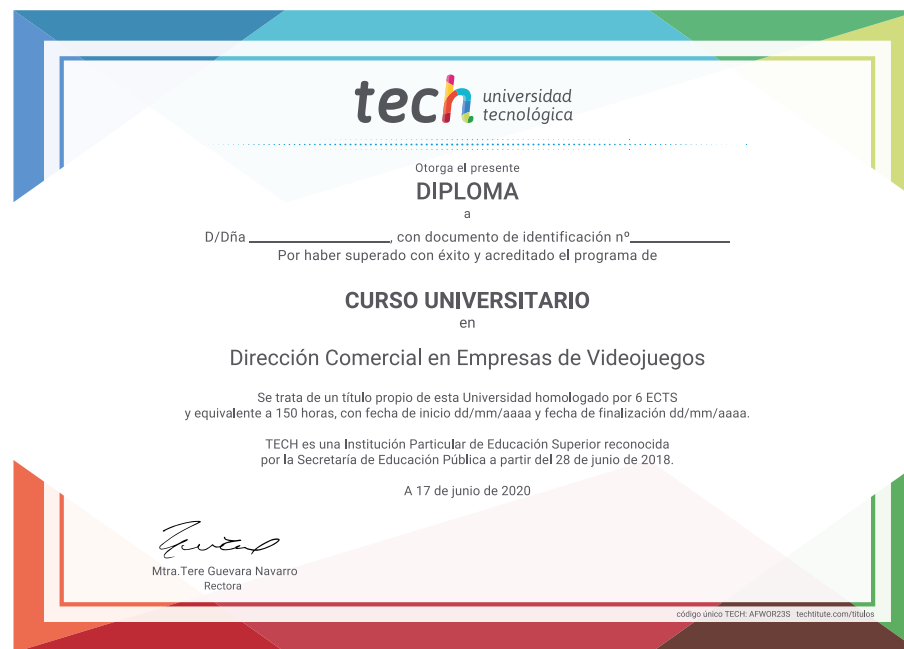 tech universidad
tecnológica
Otorga el presente
DIPLOMA
a
D/Dña ____________________, con documento de identificación nº______________
Por haber superado con éxito y acreditado el programa de
CURSO UNIVERSITARIO
en
Dirección Comercial en Empresas de Videojuegos
Se trata de un título propio de esta Universidad homologado por 6 ECTS
y equivalente a 150 horas, con fecha de inicio dd/mm/aaaa y fecha de finalización dd/mm/aaaa.
TECH es una Institución Particular de Educación Superior reconocida
por la Secretaría de Educación Pública a partir del 28 de junio de 2018.
A 17 de junio de 2020
Mtra.Tere Guevara Navarro
Rectora
código único TECH: AFWOR23S techtitute.com/titulos